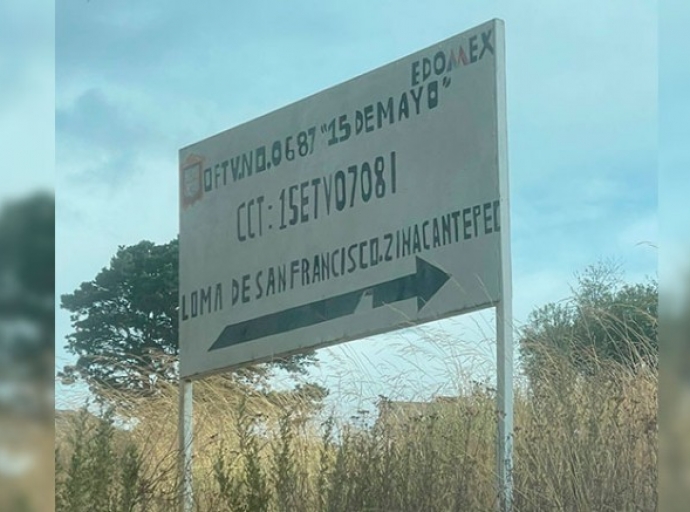 EDOMEX
OFTV.NO.0687 "15 DE MAYO"
CCT: 15ETV0708I
LOMA DE SAN FRANCISCO.ZINACANTEPEC